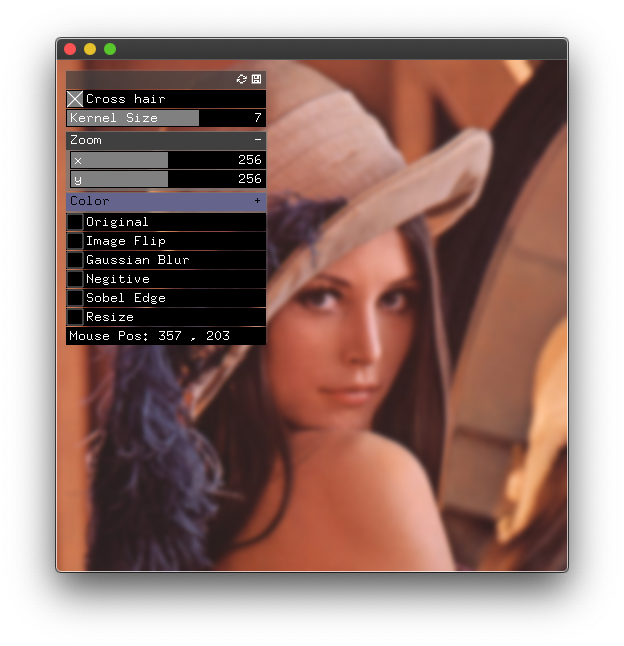 Cross hair
Kernel Size 7
Zoom -
x 256
y 256
Color +
Original
Image Flip
Gaussian Blur
Negitive
Sobel Edge
Resize
Mouse Pos: 357 , 203